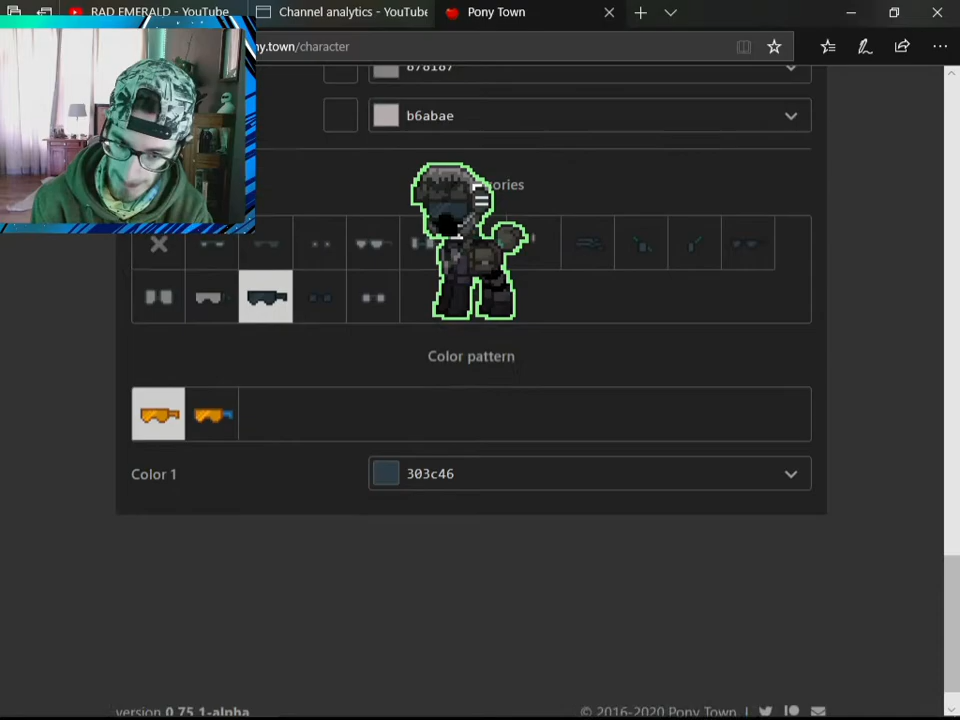 RAD EMERALD - YouTube
Channel analytics - YouTube
Pony Town
ny.town/character
878187
b6abae
ories
Color pattern
Color 1
303c46
version 0.75.1-alpha
© 2016-2020 Pony Town